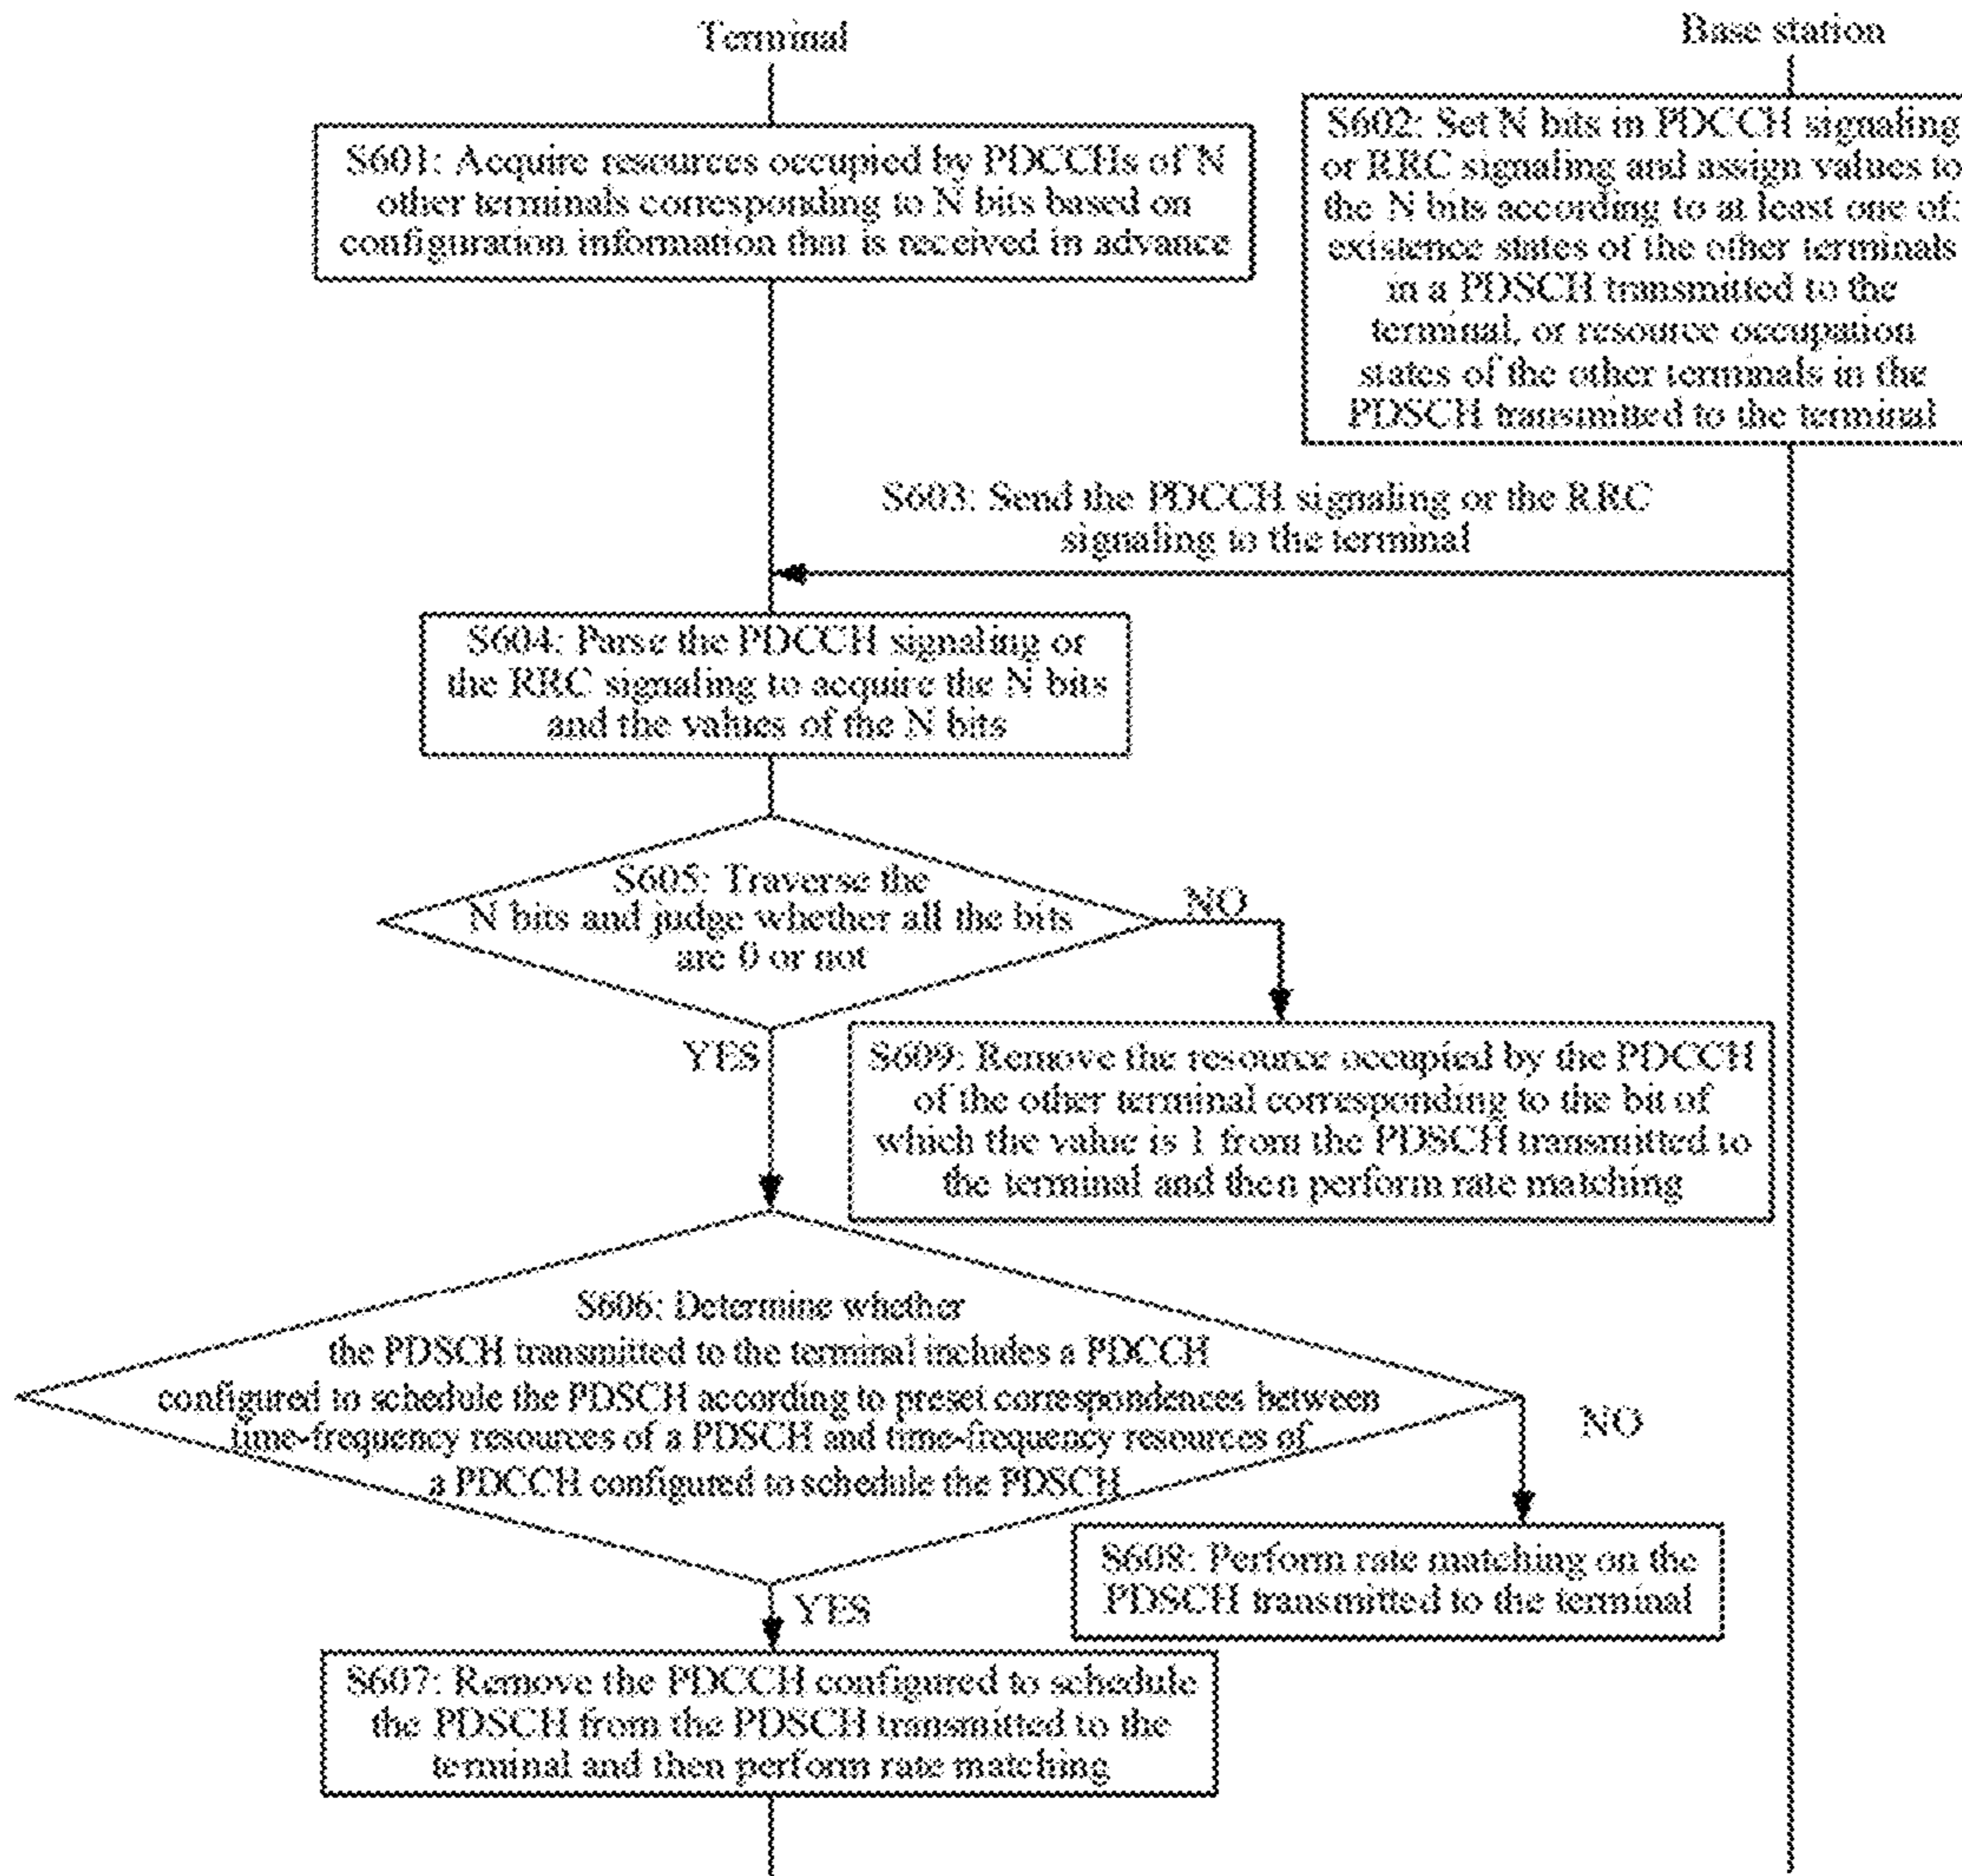 Terminal
Base station
S601: Acquire resources occupied by PDCCHs of N
other terminals corresponding to N bits based on
configuration information that is received in advance
S602: Set N bits in PDCCH signaling
or RRC signaling and assign values to
the N bits according to at least one of:
existence states of the other terminals
in a PDSCH transmitted to the
terminal, or resource occupation
states of the other terminals in the
PDSCH transmitted to the terminal
S603: Send the PDCCH signaling or the RRC
signaling to the terminal
S604: Parse the PDCCH signaling or
the RRC signaling to acquire the N bits
and the values of the N bits
S605: Traverse the
N bits and judge whether all the bits
are 0 or not
NO
YES
S609: Remove the resource occupied by the PDCCH
of the other terminal corresponding to the bit of
which the value is 1 from the PDSCH transmitted to
the terminal and then perform rate matching
S606: Determine whether
the PDSCH transmitted to the terminal includes a PDCCH
configured to schedule the PDSCH according to preset correspondences between
time-frequency resources of a PDSCH and time-frequency resources of
a PDCCH configured to schedule the PDSCH
NO
YES
S608: Perform rate matching on the
PDSCH transmitted to the terminal
S607: Remove the PDCCH configured to schedule
the PDSCH from the PDSCH transmitted to the
terminal and then perform rate matching